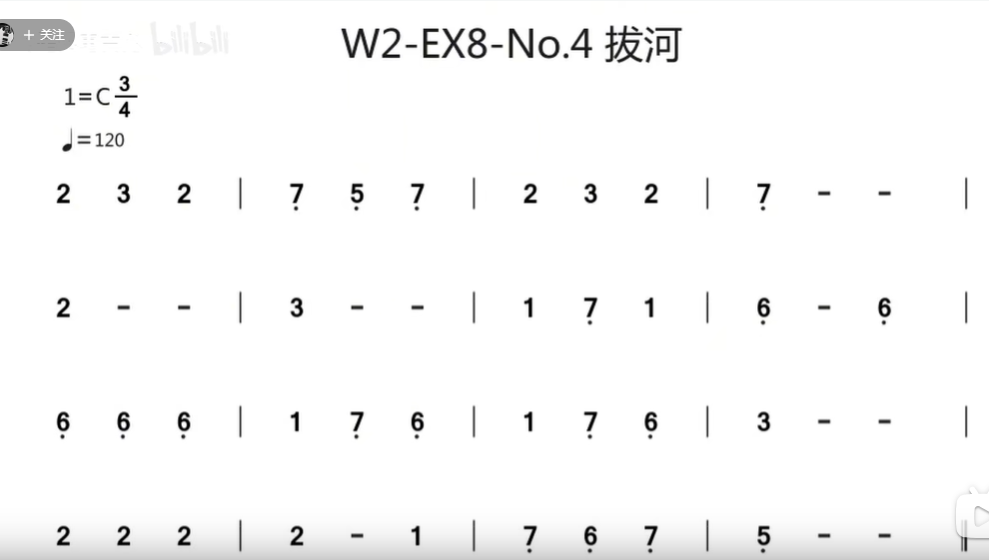 + 关注
bilibili
W2-EX8-No.4 拔河
1=C 3/4
♩=120
2 3 2 | 7̣ 5̣ 7̣ | 2 3 2 | 7̣ - - |
2 - - | 3 - - | 1 7̣ 1 | 6̣ - 6̣ |
6̣ 6̣ 6̣ | 1 7̣ 6̣ | 1 7̣ 6̣ | 3 - - |
2 2 2 | 2 - 1 | 7̣ 6̣ 7̣ | 5̣ - - ‖